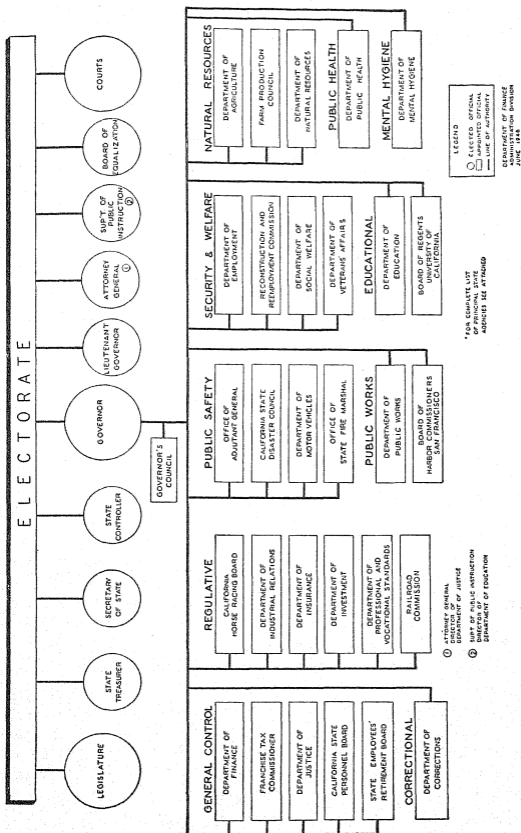 ELECTORATE
LEGISLATURE
STATE
TREASURER
SECRETARY
OF STATE
STATE
CONTROLLER
GOVERNOR
LIEUTENANT
GOVERNOR
ATTORNEY
GENERAL
①
SUP'T. OF
PUBLIC
INSTRUCTION
②
BOARD OF
EQUALIZATION
COURTS
GOVERNOR'S
COUNCIL
GENERAL CONTROL
DEPARTMENT OF
FINANCE
FRANCHISE TAX
COMMISSIONER
DEPARTMENT OF
JUSTICE
CALIFORNIA STATE
PERSONNEL BOARD
STATE EMPLOYEES'
RETIREMENT BOARD
CORRECTIONAL
DEPARTMENT OF
CORRECTIONS
REGULATIVE
CALIFORNIA
HORSE RACING BOARD
DEPARTMENT OF
INDUSTRIAL RELATIONS
DEPARTMENT OF
INSURANCE
DEPARTMENT OF
INVESTMENT
DEPARTMENT OF
PROFESSIONAL AND
VOCATIONAL STANDARDS
RAILROAD
COMMISSION
PUBLIC SAFETY
OFFICE OF
ADJUTANT GENERAL
CALIFORNIA STATE
DISASTER COUNCIL
DEPARTMENT OF
MOTOR VEHICLES
OFFICE OF
STATE FIRE MARSHAL
PUBLIC WORKS
DEPARTMENT OF
PUBLIC WORKS
BOARD OF
HARBOR COMMISSIONERS
SAN FRANCISCO
SECURITY & WELFARE
DEPARTMENT OF
EMPLOYMENT
RECONSTRUCTION AND
REEMPLOYMENT COMMISSION
DEPARTMENT OF
SOCIAL WELFARE
DEPARTMENT OF
VETERANS AFFAIRS
EDUCATIONAL
DEPARTMENT OF
EDUCATION
BOARD OF REGENTS
UNIVERSITY OF
CALIFORNIA
NATURAL RESOURCES
DEPARTMENT OF
AGRICULTURE
FARM PRODUCTION
COUNCIL
DEPARTMENT OF
NATURAL RESOURCES
PUBLIC HEALTH
DEPARTMENT OF
PUBLIC HEALTH
MENTAL HYGIENE
DEPARTMENT OF
MENTAL HYGIENE
① ATTORNEY GENERAL
DIRECTOR OF
DEPARTMENT OF JUSTICE
② SUPT OF PUBLIC INSTRUCTION
DIRECTOR OF
DEPARTMENT OF EDUCATION
*FOR COMPLETE LIST
OF PRINCIPAL STATE
AGENCIES SEE ATTACHED
LEGEND
ELECTED OFFICIAL
APPOINTED OFFICIAL
LINE OF AUTHORITY
DEPARTMENT OF FINANCE
ADMINISTRATION DIVISION